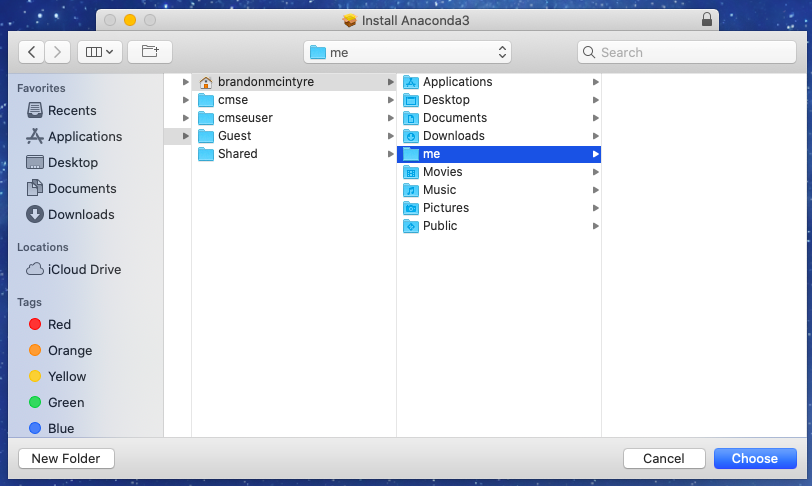 Install Anaconda3
me
Search
Favorites
Recents
Applications
Desktop
Documents
Downloads
Locations
iCloud Drive
Tags
Red
Orange
Yellow
Green
Blue
brandonmcintyre
cmse
cmseuser
Guest
Shared
Applications
Desktop
Documents
Downloads
me
Movies
Music
Pictures
Public
New Folder
Cancel
Choose